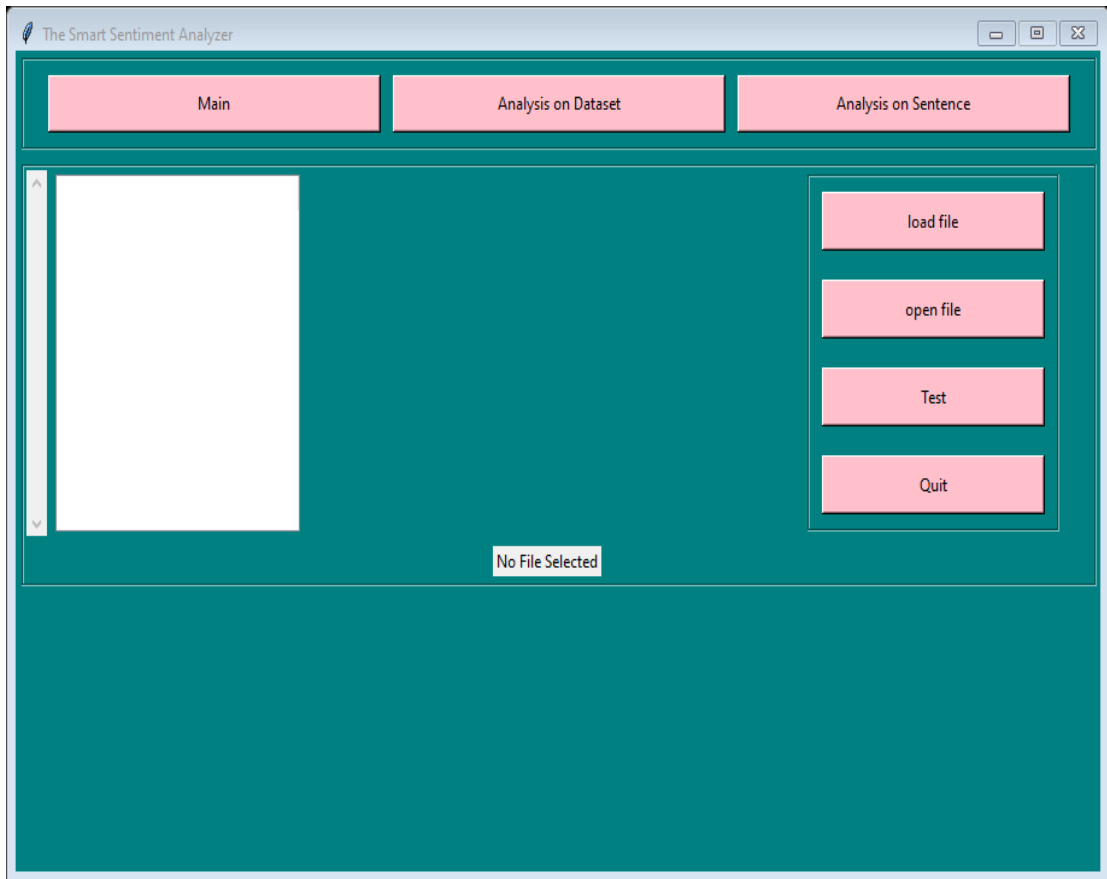 The Smart Sentiment Analyzer
Main
Analysis on Dataset
Analysis on Sentence
load file
open file
Test
Quit
No File Selected